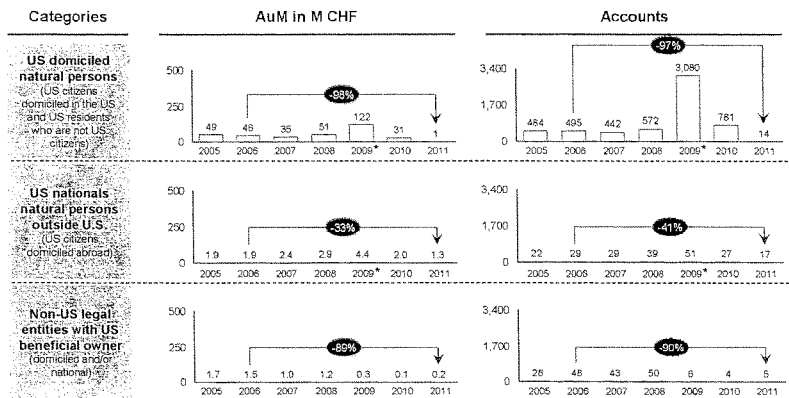 Categories AuM in M CHF Accounts
US domiciled
natural persons
(US citizens
domiciled in the US
and US residents
who are not US
citizens)
500
250
0
-98%
49 46 35 51 122 31 1
2005 2006 2007 2008 2009* 2010 2011
3,400
1,700
0
-97%
484 495 442 572 3,080 781 14
2005 2006 2007 2008 2009* 2010 2011
US nationals
natural persons
outside U.S.
(US citizens
domiciled abroad)
500
250
0
-33%
1.9 1.9 2.4 2.9 4.4 2.0 1.3
2005 2006 2007 2008 2009* 2010 2011
3,400
1,700
0
-41%
22 29 29 39 51 27 17
2005 2006 2007 2008 2009* 2010 2011
Non-US legal
entities with US
beneficial owner
(domiciled and/or
national)
500
250
0
-89%
1.7 1.5 1.0 1.2 0.3 0.1 0.2
2005 2006 2007 2008 2009 2010 2011
3,400
1,700
0
-90%
28 48 43 50 6 4 5
2005 2006 2007 2008 2009 2010 2011